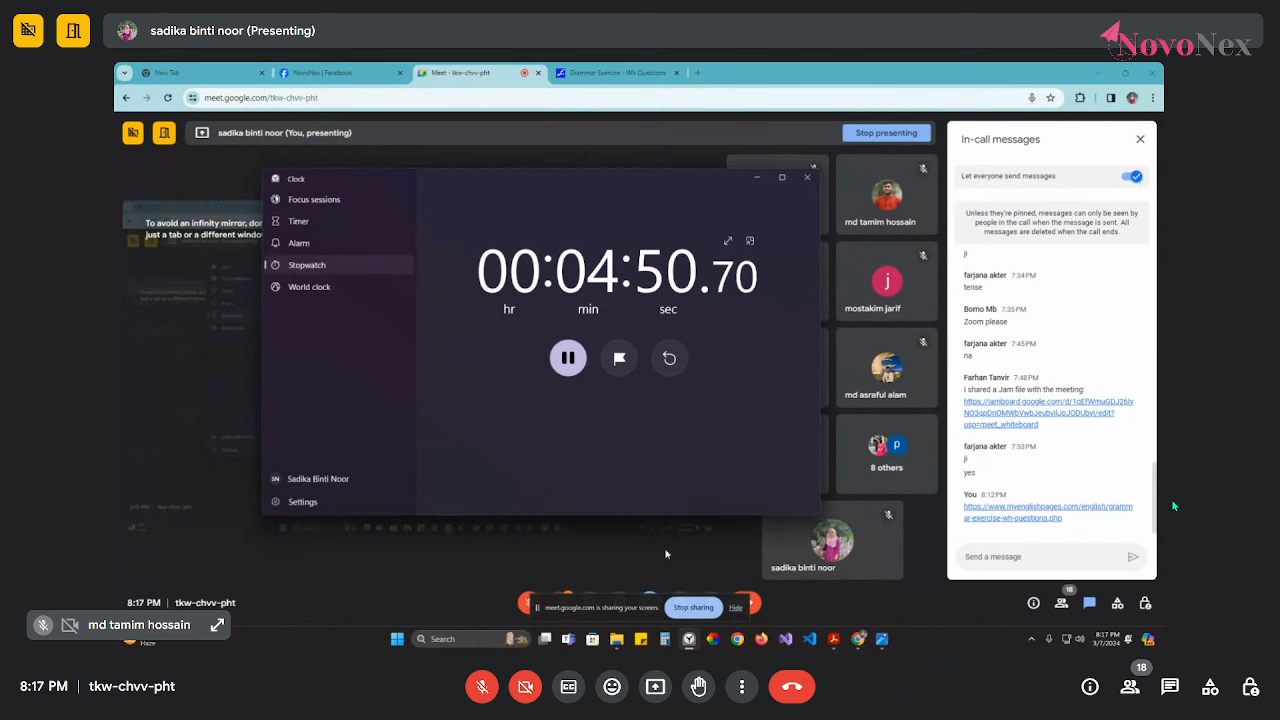 sadika binti noor (Presenting)
NovoNex
New Tab
NovoNex | Facebook
Meet - tkw-chvv-pht
Grammar Exercise - Wh Questions
meet.google.com/tkw-chvv-pht
sadika binti noor (You, presenting)
Stop presenting
To avoid an infinity mirror,
just a tab or a different window
Clock
Focus sessions
Timer
Alarm
Stopwatch
World clock
00:04:50.70
hr min sec
Sadika Binti Noor
Settings
md tamim hossain
mostakim jarif
j
md asraful alam
p
8 others
sadika binti noor
In-call messages
Let everyone send messages
Unless they're pinned, messages can only be seen by
people in the call when the message is sent. All
messages are deleted when the call ends.
ji
farjana akter 7:34 PM
tense
Borno Mb 7:35 PM
Zoom please
farjana akter 7:45 PM
na
Farhan Tanvir 7:48 PM
I shared a Jam file with the meeting:
usp=meet_whiteboard
farjana akter 7:53 PM
ji
yes
You 8:12 PM
https://www.myenglishpages.com/english/gramm
ar-exercise-wh-questions.php
Send a message
8:17 PM | tkw-chvv-pht
18
meet.google.com is sharing your screen.
Stop sharing
Hide
md tamim hossain
Haze
Search
8:17 PM
3/7/2024
8:17 PM | tkw-chvv-pht
18